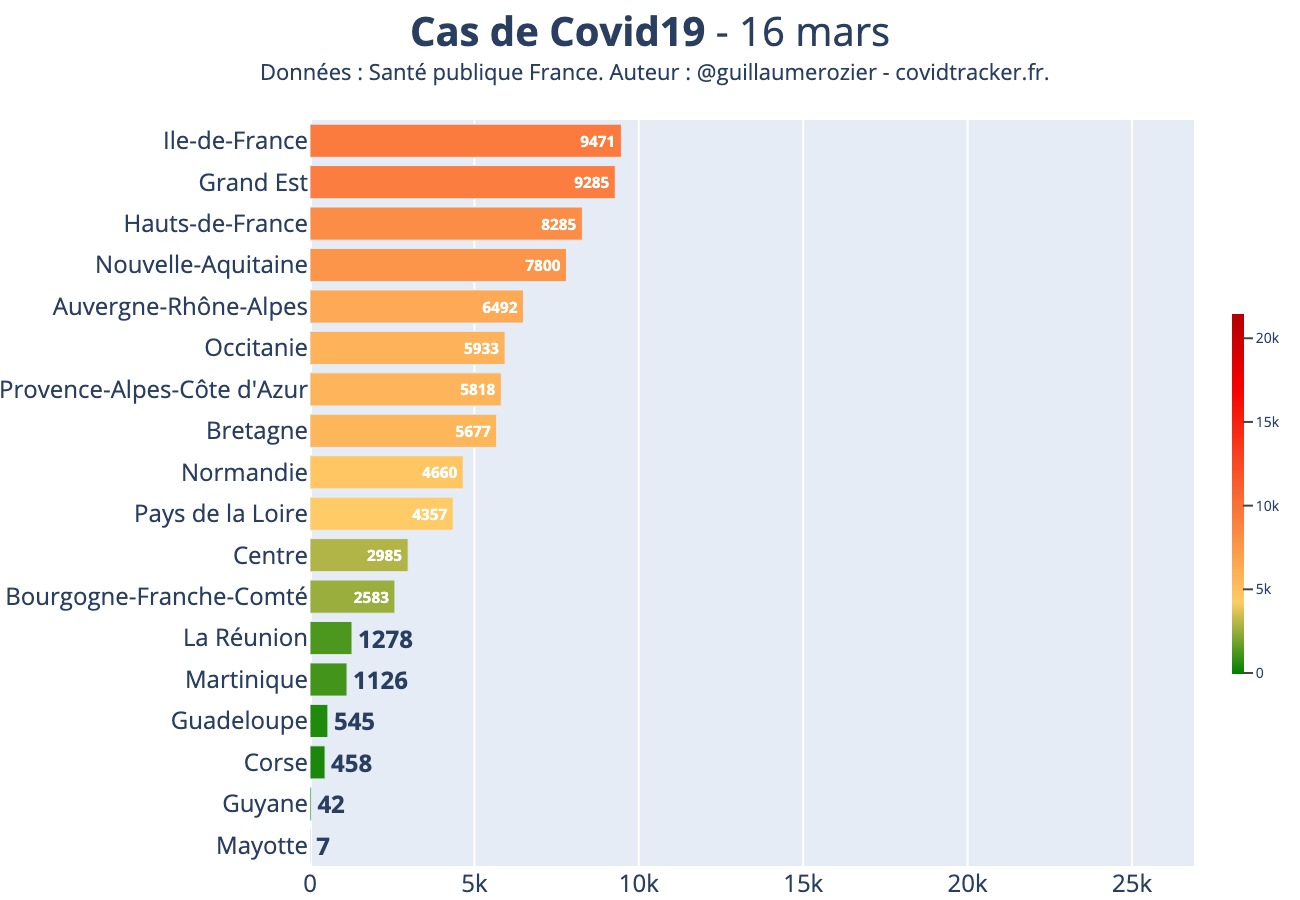 Cas de Covid19 - 16 mars
Données : Santé publique France. Auteur : @guillaumerozier - covidtracker.fr.
Ile-de-France 9471
Grand Est 9285
Hauts-de-France 8285
Nouvelle-Aquitaine 7800
Auvergne-Rhône-Alpes 6492
Occitanie 5933
Provence-Alpes-Côte d'Azur 5818
Bretagne 5677
Normandie 4660
Pays de la Loire 4357
Centre 2985
Bourgogne-Franche-Comté 2583
La Réunion 1278
Martinique 1126
Guadeloupe 545
Corse 458
Guyane 42
Mayotte 7
0 5k 10k 15k 20k 25k
20k
15k
10k
5k
0